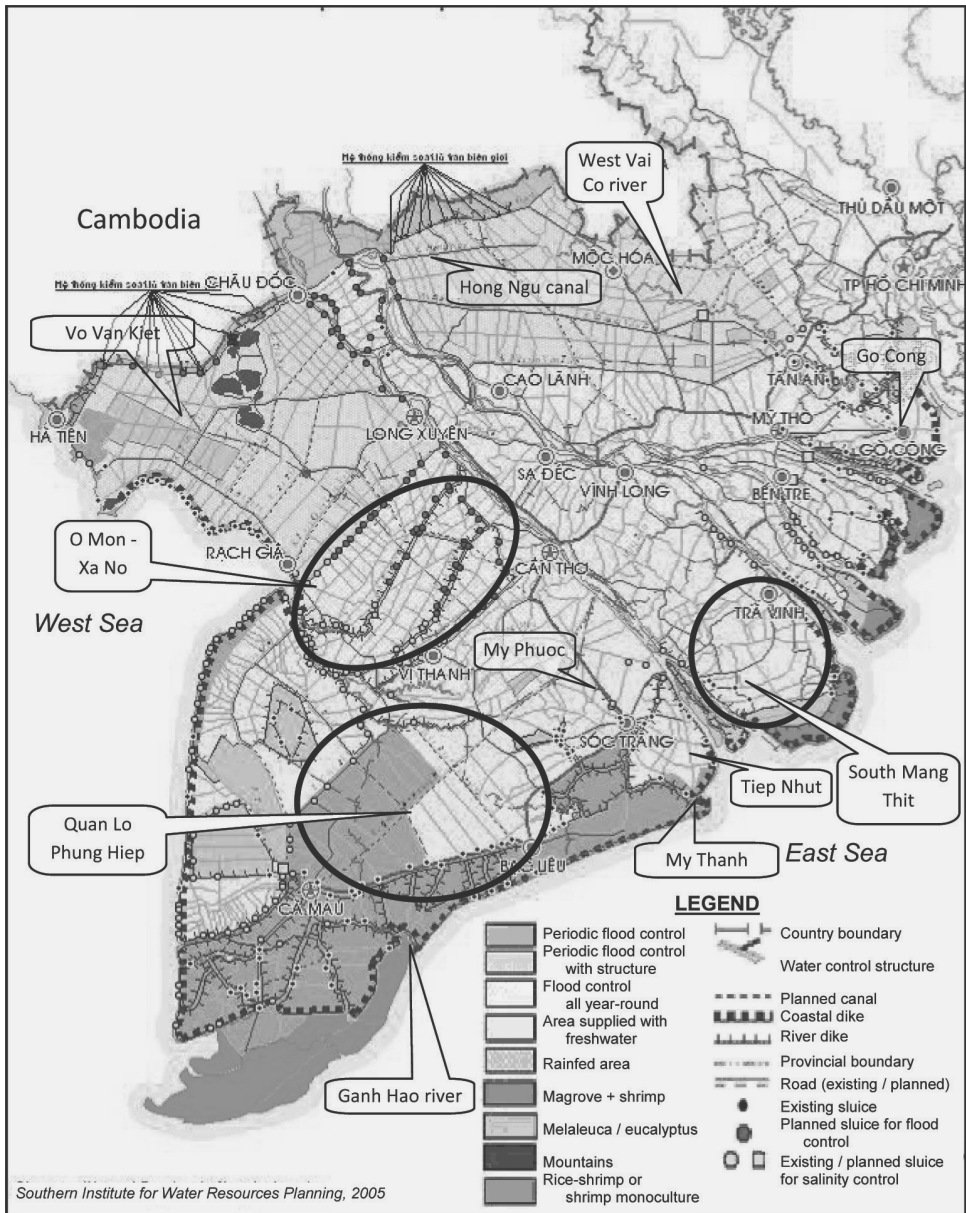 Hệ thống kiểm soát lũ tràn biên giới
West Vai
Co river
THỦ DẦU MỘT
Cambodia
MỘC HÓA
TP HỒ CHÍ MINH
Hệ thống kiểm soát lũ tràn biên
CHÂU ĐỐC
Hong Ngu canal
Vo Van Kiet
Go Cong
TÂN AN
CAO LÃNH
HÀ TIÊN
LONG XUYÊN
MỸ THO
GÒ CÔNG
SA ĐÉC
VĨNH LONG
BẾN TRE
O Mon -
Xa No
RẠCH GIÁ
CẦN THƠ
West Sea
TRÀ VINH
My Phuoc
VỊ THANH
SÓC TRĂNG
Tiep Nhut
South Mang
Thit
Quan Lo
Phung Hiep
BẠC LIÊU
My Thanh
East Sea
CÀ MAU
Ganh Hao river
LEGEND
Periodic flood control
Periodic flood control
with structure
Flood control
all year-round
Area supplied with
freshwater
Rainfed area
Magrove + shrimp
Melaleuca / eucalyptus
Mountains
Rice-shrimp or
shrimp monoculture
Country boundary
Water control structure
Planned canal
Coastal dike
River dike
Provincial boundary
Road (existing / planned)
Existing sluice
Planned sluice for flood
control
Existing / planned sluice
for salinity control
Southern Institute for Water Resources Planning, 2005